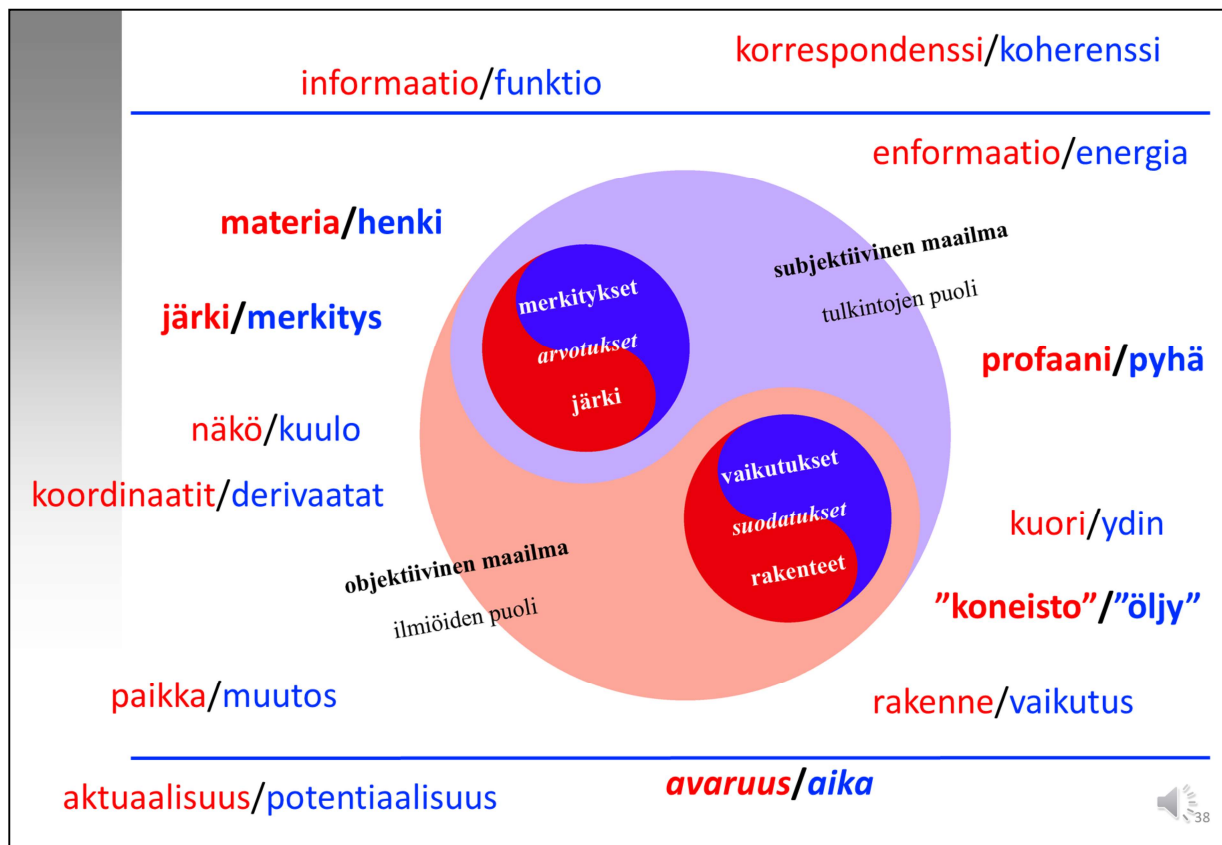 korrespondenssi/koherenssi
informaatio/funktio
enformaatio/energia
materia/henki
subjektiivinen maailma
tulkintojen puoli
merkitykset
arvotukset
järki
järki/merkitys
profaani/pyhä
näkö/kuulo
koordinaatit/derivaatat
vaikutukset
suodatukset
rakenteet
kuori/ydin
objektiivinen maailma
ilmiöiden puoli
”koneisto”/”öljy”
paikka/muutos
rakenne/vaikutus
aktuaalisuus/potentiaalisuus
avaruus/aika
38